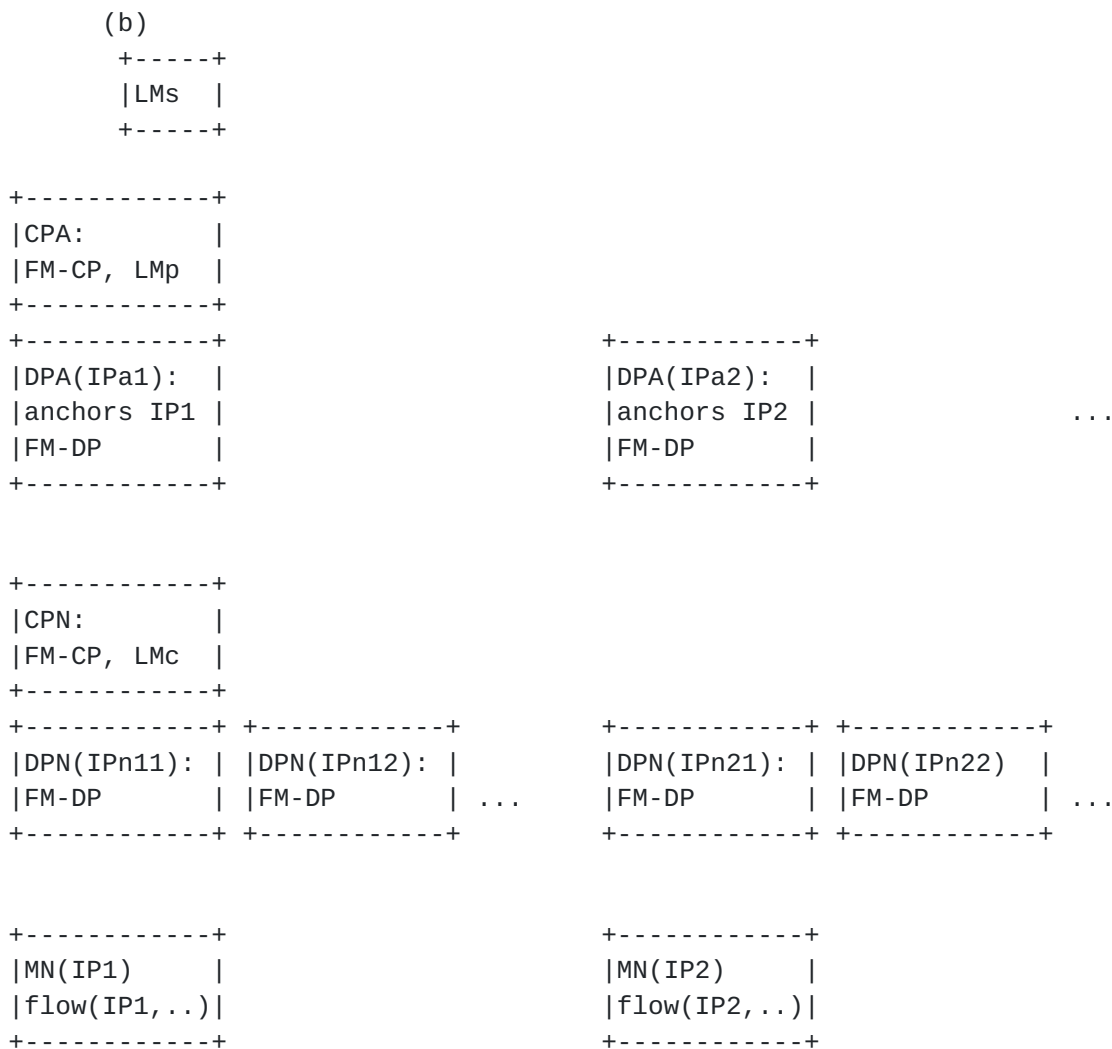 (b)
       +-----+
       |LMs  |
       +-----+

+------------+
|CPA:        |
|FM-CP, LMp  |
+------------+
+------------+                     +------------+
|DPA(IPa1):  |                     |DPA(IPa2):  |
|anchors IP1 |                     |anchors IP2 |              ...
|FM-DP       |                     |FM-DP       |
+------------+                     +------------+


+------------+
|CPN:        |
|FM-CP, LMc  |
+------------+
+------------+ +------------+      +------------+ +------------+
|DPN(IPn11): | |DPN(IPn12): |      |DPN(IPn21): | |DPN(IPn22)  |
|FM-DP       | |FM-DP       | ...  |FM-DP       | |FM-DP       | ...
+------------+ +------------+      +------------+ +------------+


+------------+                     +------------+
|MN(IP1)     |                     |MN(IP2)     |
|flow(IP1,..)|                     |flow(IP2,..)|
+------------+                     +------------+